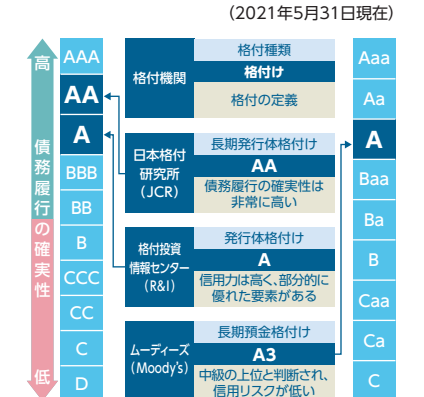 (2021年5月31日現在)
高
債務履行の確実性
低
AAA
AA
A
BBB
BB
B
CCC
CC
C
D
格付機関
格付種類
格付け
格付の定義
日本格付
研究所
(JCR)
長期発行体格付け
AA
債務履行の確実性は
非常に高い
格付投資
情報センター
(R&I)
発行体格付け
A
信用力は高く、部分的に
優れた要素がある
ムーディーズ
(Moody's)
長期預金格付け
A3
中級の上位と判断され、
信用リスクが低い
Aaa
Aa
A
Baa
Ba
B
Caa
Ca
C